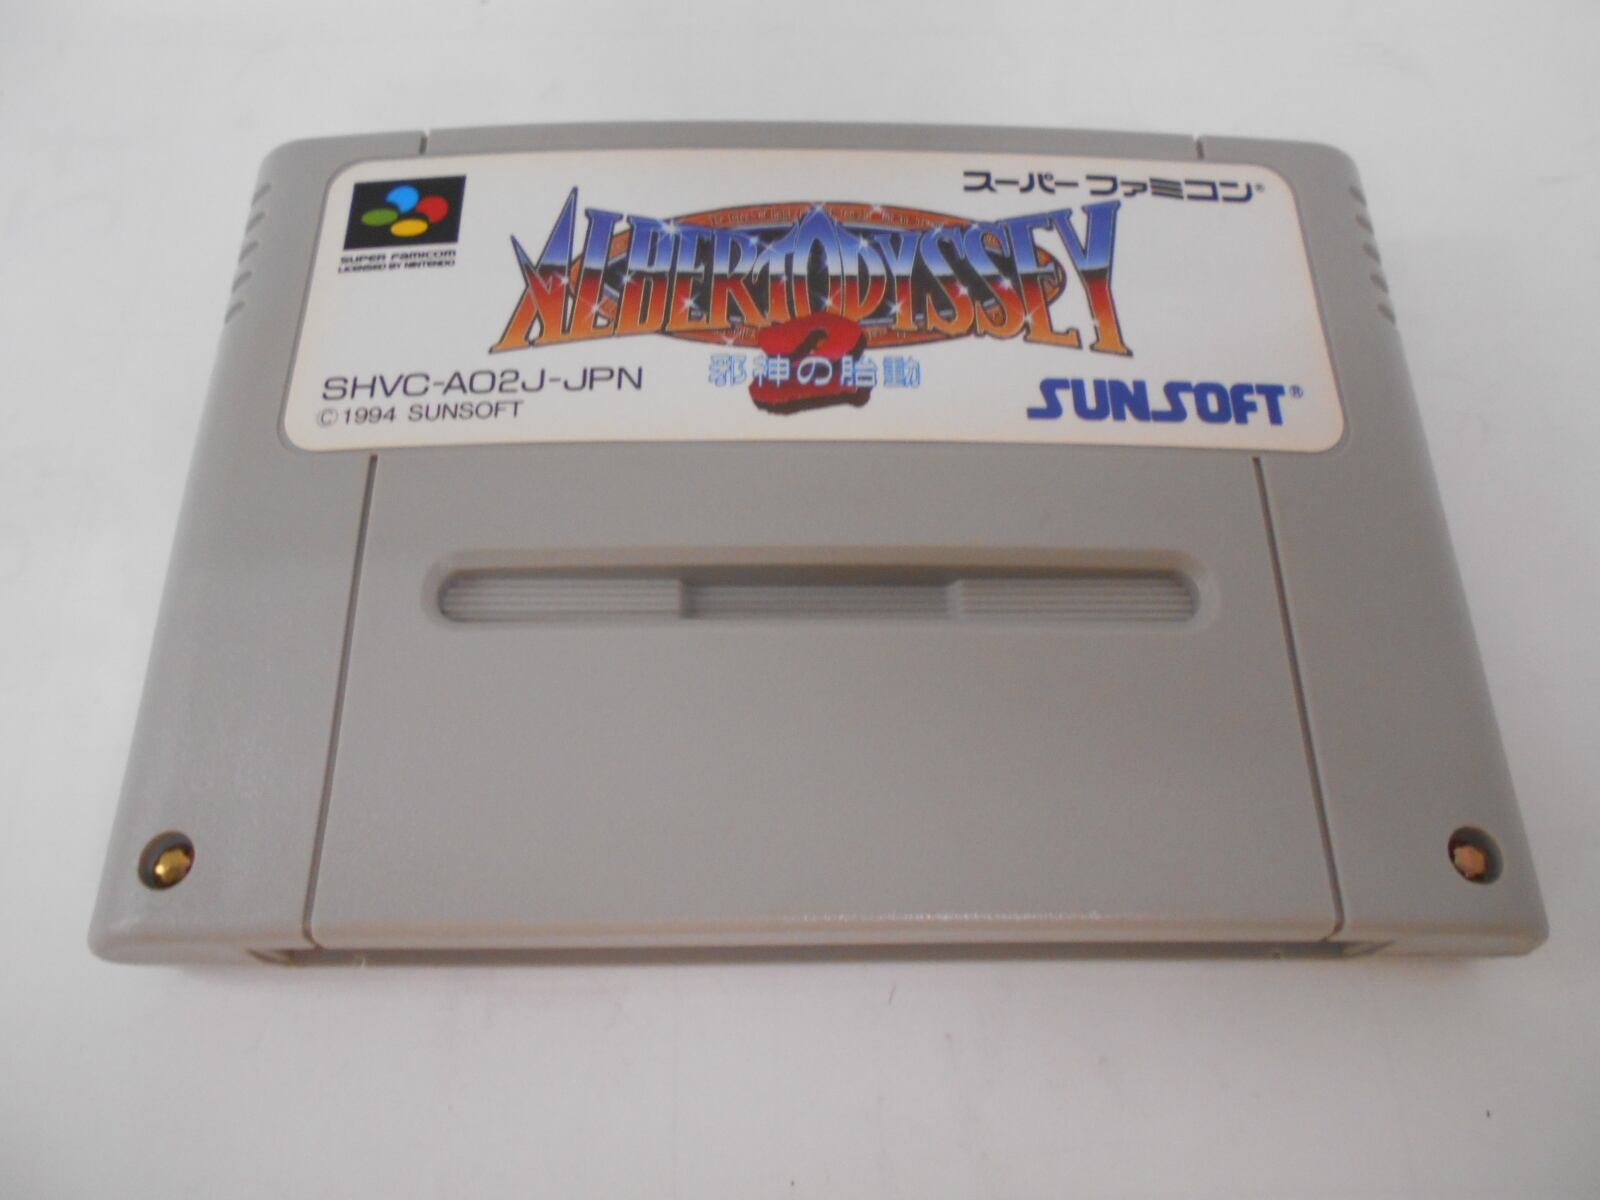 スーパーファミコン®
SUPER FAMICOM
LICENSED BY NINTENDO
ALBERT ODYSSEY
2
邪神の胎動
SHVC-A02J-JPN
©1994 SUNSOFT
SUNSOFT®